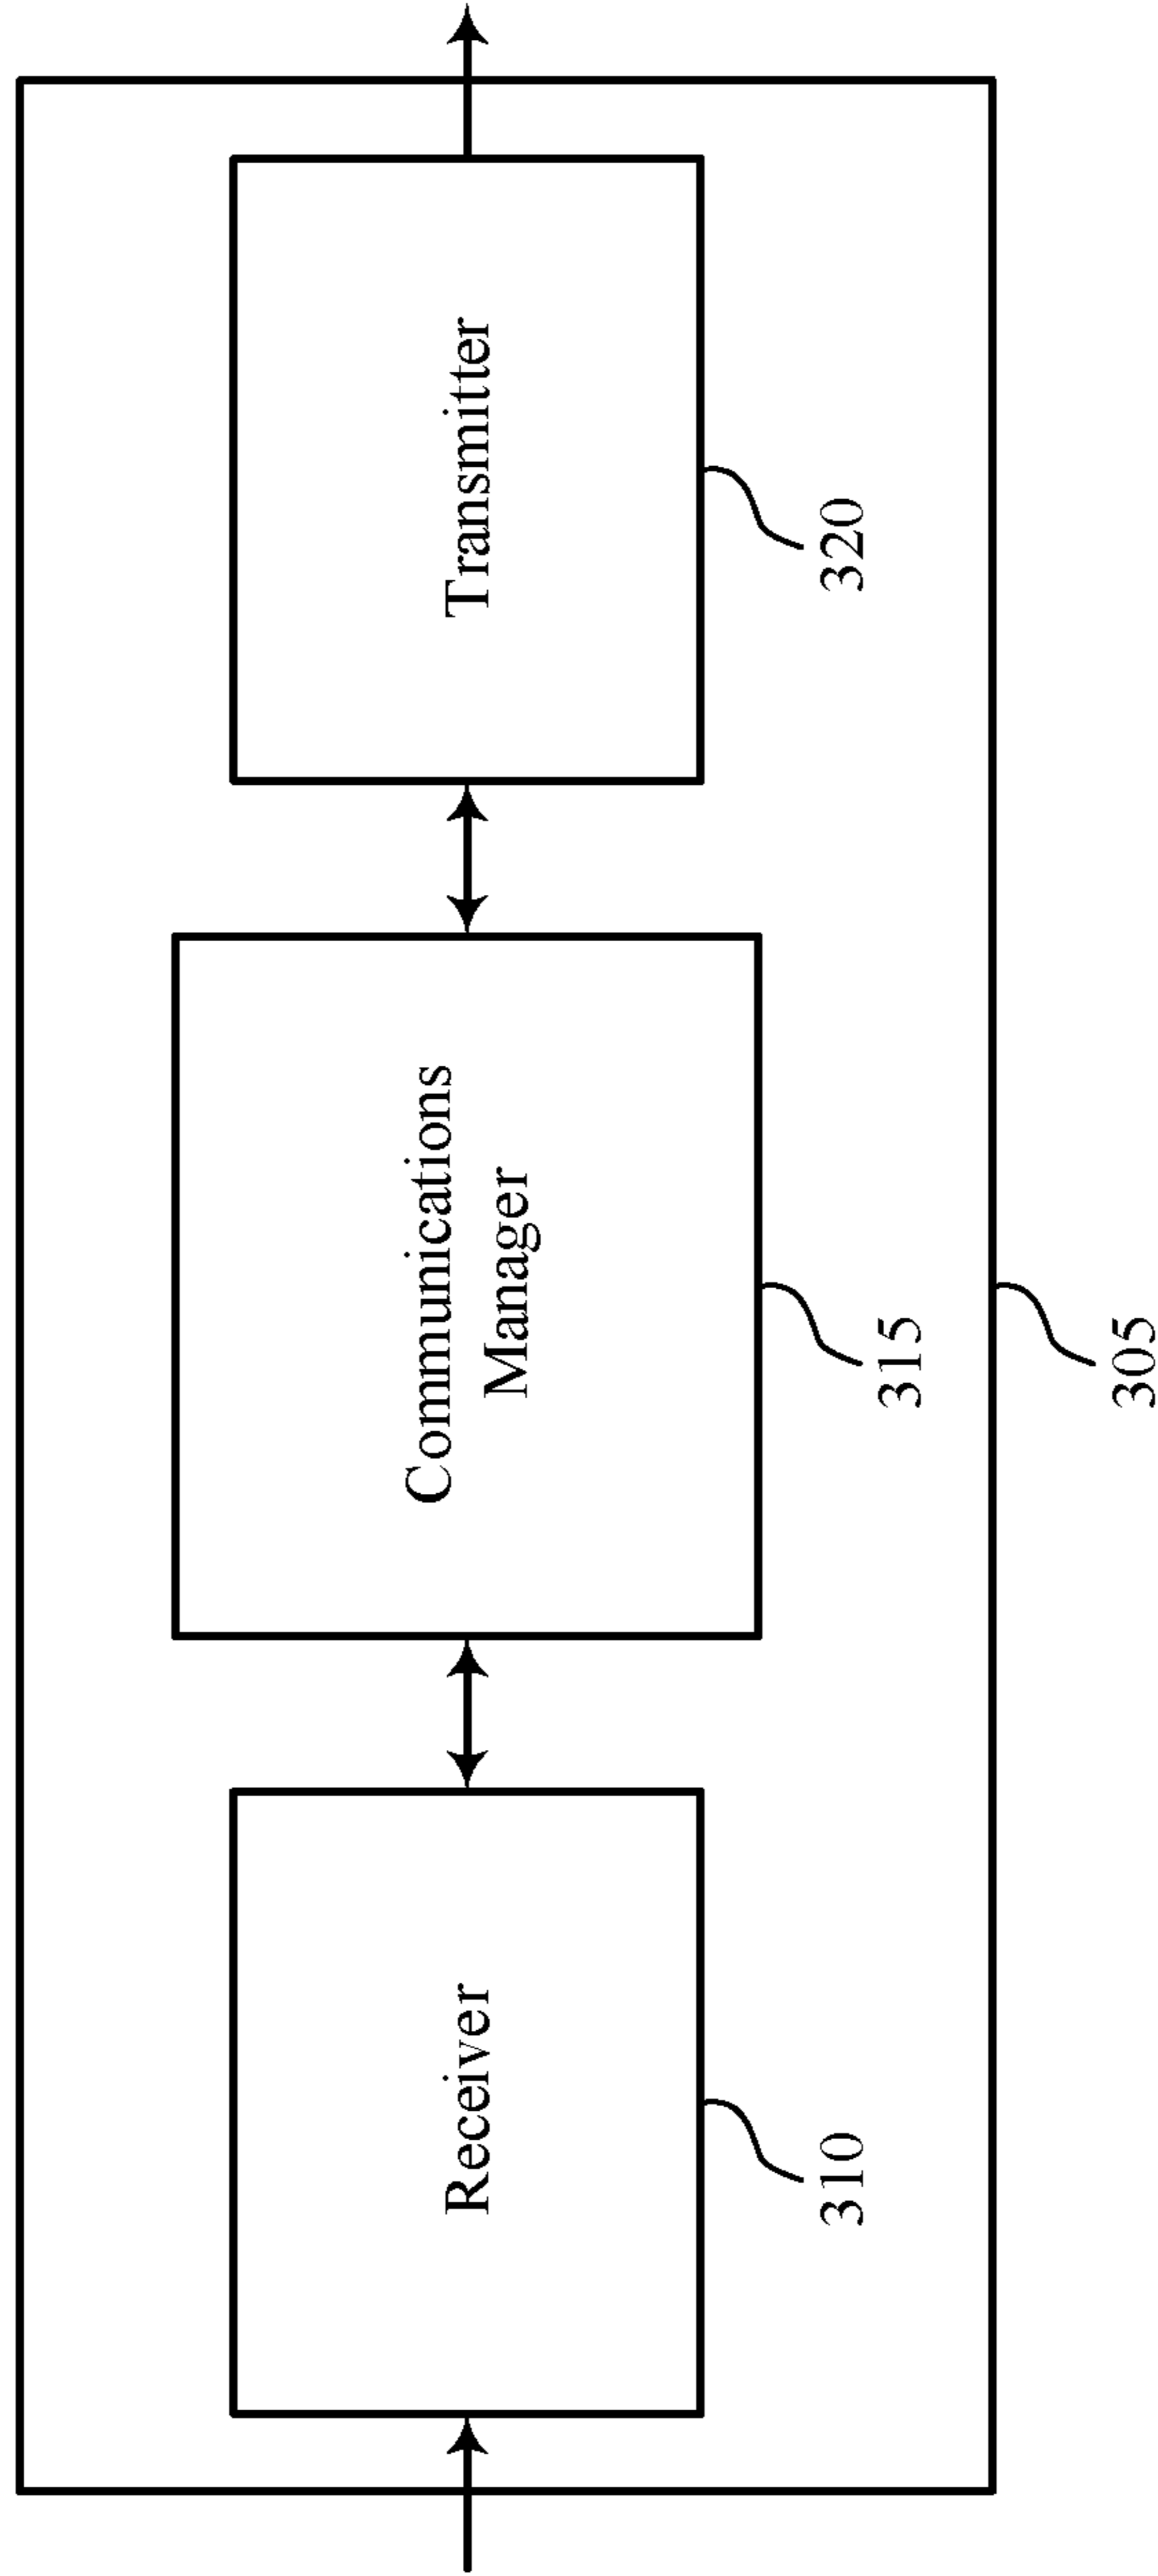 Receiver
310
Communications
Manager
315
Transmitter
320
305